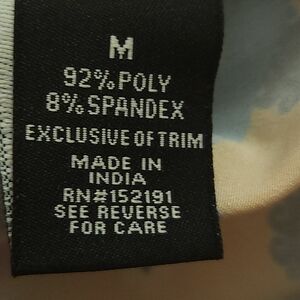 M
92% POLY
8% SPANDEX
EXCLUSIVE OF TRIM
MADE IN
INDIA
RN#152191
SEE REVERSE
FOR CARE